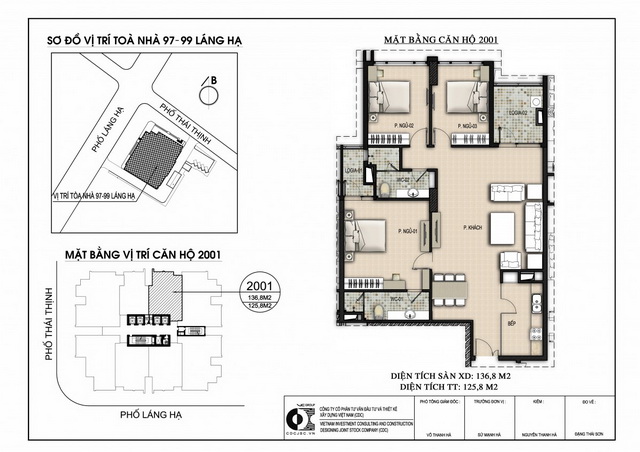 SƠ ĐỒ VỊ TRÍ TOÀ NHÀ 97-99 LÁNG HẠ
B
PHỐ THÁI THỊNH
PHỐ LÁNG HẠ
VỊ TRÍ TOÀ NHÀ 97-99 LÁNG HẠ
MẶT BẰNG VỊ TRÍ CĂN HỘ 2001
2001
136,8M2
125,8M2
PHỐ THÁI THỊNH
PHỐ LÁNG HẠ
MẶT BẰNG CĂN HỘ 2001
P. NGỦ-02
P. NGỦ-03
LOGIA-02
LOGIA-01
WC-02
P. NGỦ-01
P. KHÁCH
WC-01
BẾP
DIỆN TÍCH SÀN XD: 136,8 M2
DIỆN TÍCH TT: 125,8 M2
GROUP
CDCJSC.VN
CÔNG TY CỔ PHẦN TƯ VẤN ĐẦU TƯ VÀ THIẾT KẾ
XÂY DỰNG VIỆT NAM (CDC)
VIETNAM INVESTMENT CONSULTING AND CONSTRUCTION
DESIGNING JOINT STOCK COMPANY (CDC)
PHÓ TỔNG GIÁM ĐỐC :
VÕ THANH HÀ
TRƯỞNG ĐƠN VỊ :
SỬ MẠNH HÀ
KIỂM :
NGUYỄN THANH HÀ
ĐO VẼ :
ĐẶNG THÁI SƠN